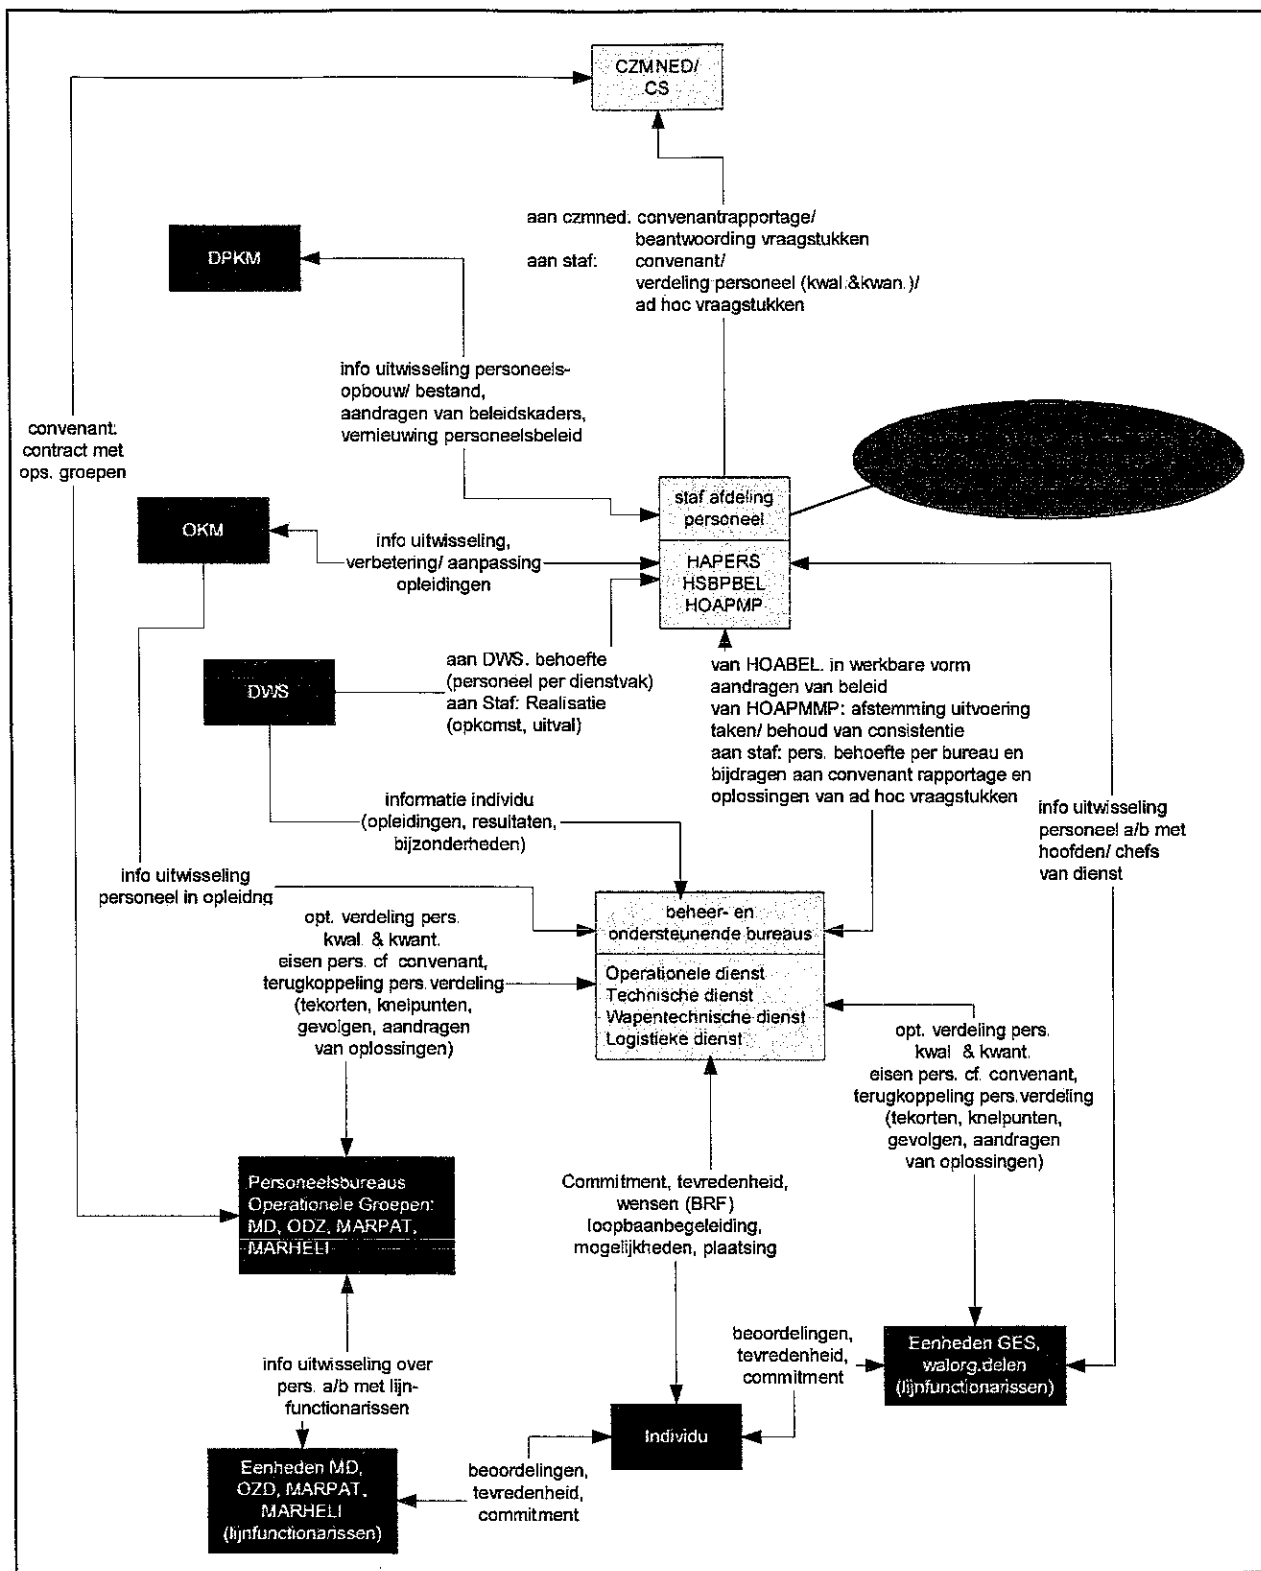 CZMNED/
CS
aan czmned: convenantrapportage/
beantwoording vraagstukken
aan staf: convenant/
verdeling personeel (kwal.&kwan.)/
ad hoc vraagstukken
DPKM
info uitwisseling personeels-
opbouw/ bestand,
aandragen van beleidskaders,
vernieuwing personeelsbeleid
convenant:
contract met
ops. groepen
staf afdeling
personeel
HAPERS
HSBPBEL
HOAPMP
OKM
info uitwisseling,
verbetering/ aanpassing
opleidingen
aan DWS. behoefte
(personeel per dienstvak)
aan Staf: Realisatie
(opkomst, uitval)
DWS
van HOABEL. in werkbare vorm
aandragen van beleid
van HOAPMMP: afstemming uitvoering
taken/ behoud van consistentie
aan staf: pers. behoefte per bureau en
bijdragen aan convenant rapportage en
oplossingen van ad hoc vraagstukken
informatie individu
(opleidingen, resultaten,
bijzonderheden)
info uitwisseling
personeel a/b met
hoofden/ chefs
van dienst
info uitwisseling
personeel in opleidng
beheer- en
ondersteunende bureaus
Operationele dienst
Technische dienst
Wapentechnische dienst
Logistieke dienst
opt. verdeling pers.
kwal. & kwant.
eisen pers. cf. convenant,
terugkoppeling pers.verdeling
(tekorten, knelpunten,
gevolgen, aandragen
van oplossingen)
opt. verdeling pers.
kwal & kwant.
eisen pers. cf. convenant,
terugkoppeling pers.verdeling
(tekorten, knelpunten,
gevolgen, aandragen
van oplossingen)
Personeelsbureaus
Operationele Groepen:
MD, ODZ, MARPAT,
MARHELI
Commitment, tevredenheid,
wensen (BRF)
loopbaanbegeleiding,
mogelijkheden, plaatsing
beoordelingen,
tevredenheid,
commitment
Eenheden GES,
walorg.delen
(lijnfunctionarissen)
info uitwisseling over
pers. a/b met lijn-
functionarissen
Individu
Eenheden MD,
OZD, MARPAT,
MARHELI
(lijnfunctionarissen)
beoordelingen,
tevredenheid,
commitment